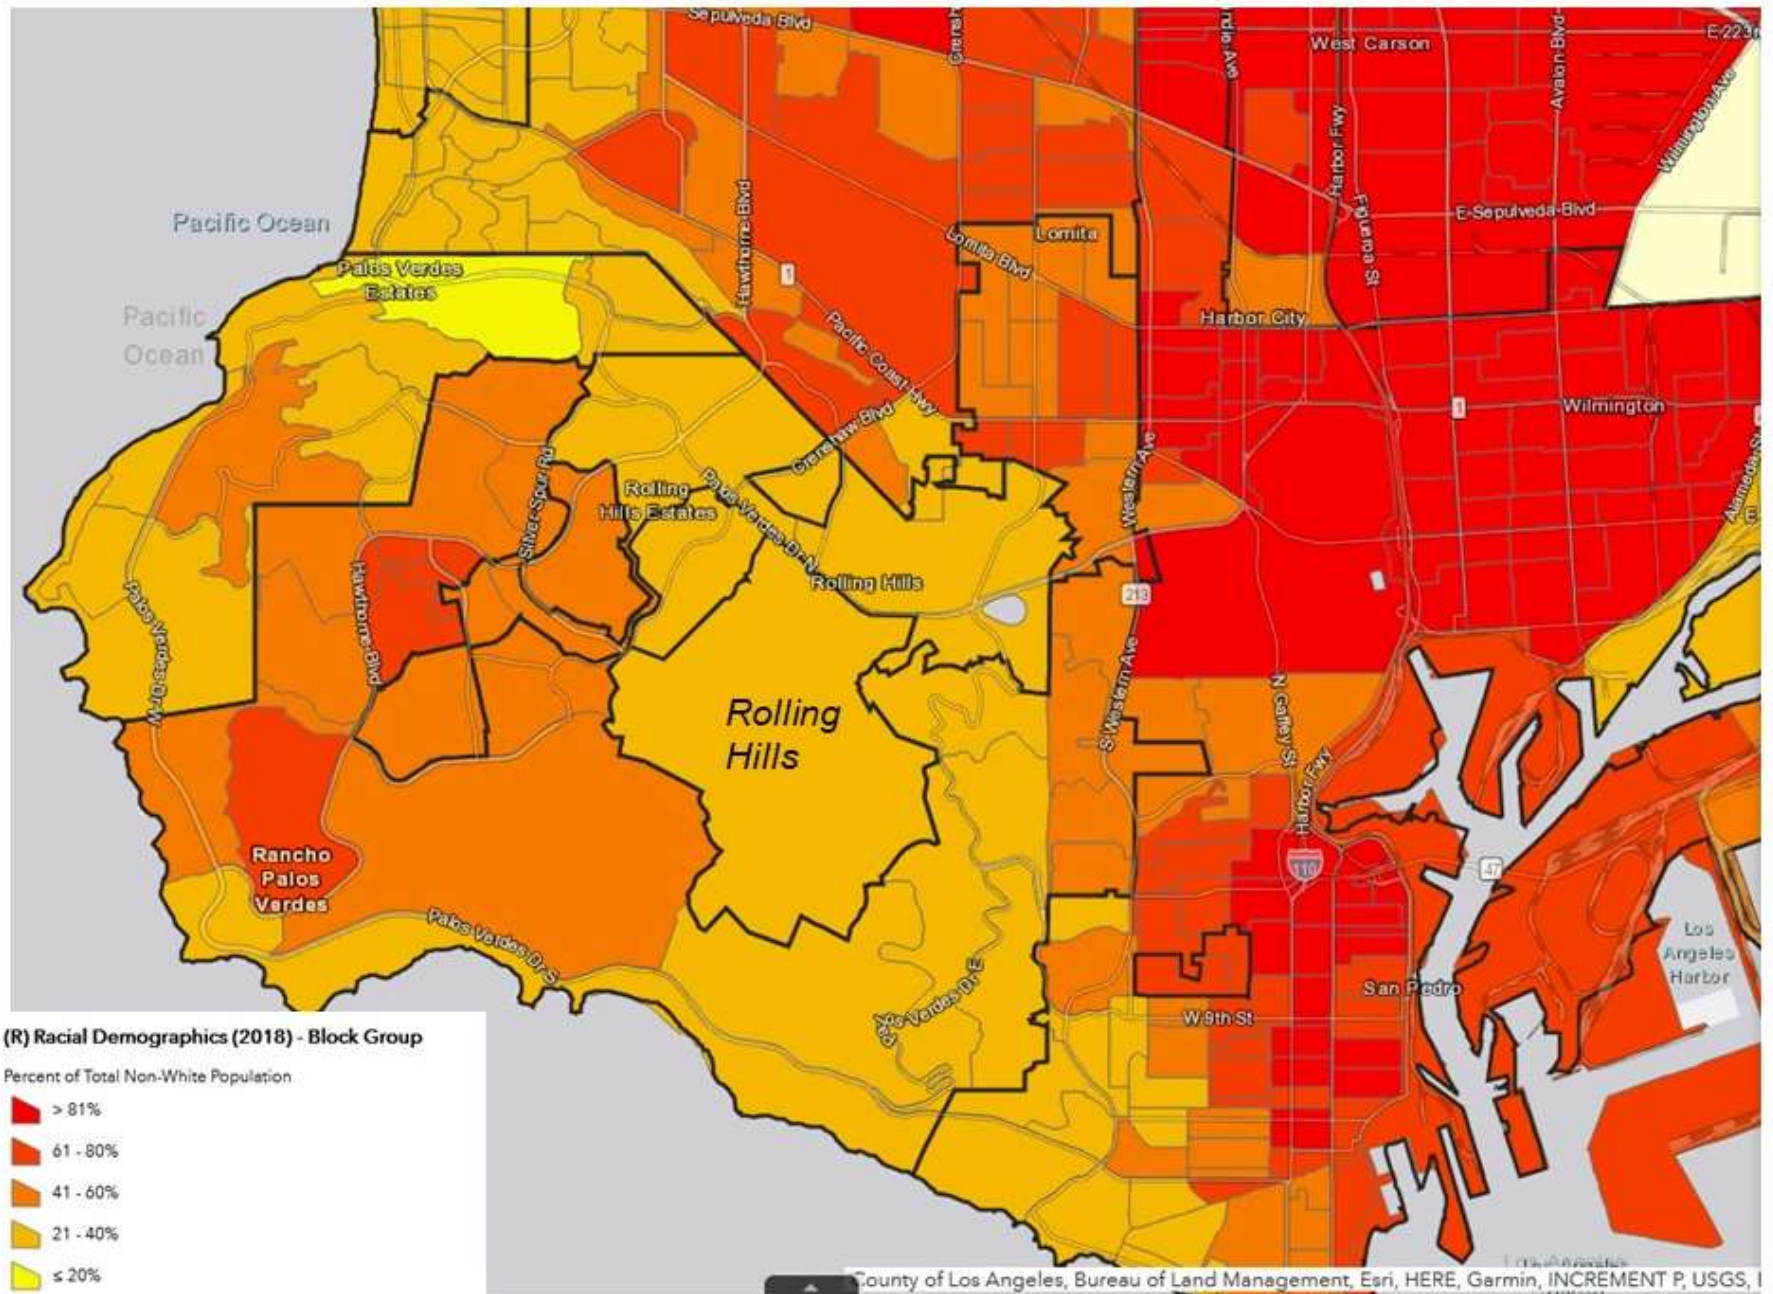 Sepulveda Blvd
West Carson
Avalon Blvd
Wilmington Ave
Harbor Fwy
Figueroa St
E Sepulveda Blvd
Pacific Ocean
Hawthorne Blvd
Lomita Blvd
Lomita
Palos Verdes
Estates
1
Pacific
Ocean
Harbor City
Pacific Coast Hwy
1
Wilmington
Crenshaw Blvd
Western Ave
Silver Spur Rd
Rolling
Hills Estates
Palos Verdes Dr N
Alameda St
Rolling Hills
213
Hawthorne Blvd
Palos Verdes Dr W
S Western Ave
N Gaffey St
Rolling
Hills
Harbor Fwy
Rancho
Palos
Verdes
110
47
Palos Verdes Dr S
Los
Angeles
Harbor
San Pedro
W 9th St
(R) Racial Demographics (2018) - Block Group
Percent of Total Non-White Population
> 81%
61 - 80%
41 - 60%
21 - 40%
≤ 20%
County of Los Angeles, Bureau of Land Management, Esri, HERE, Garmin, INCREMENT P, USGS,